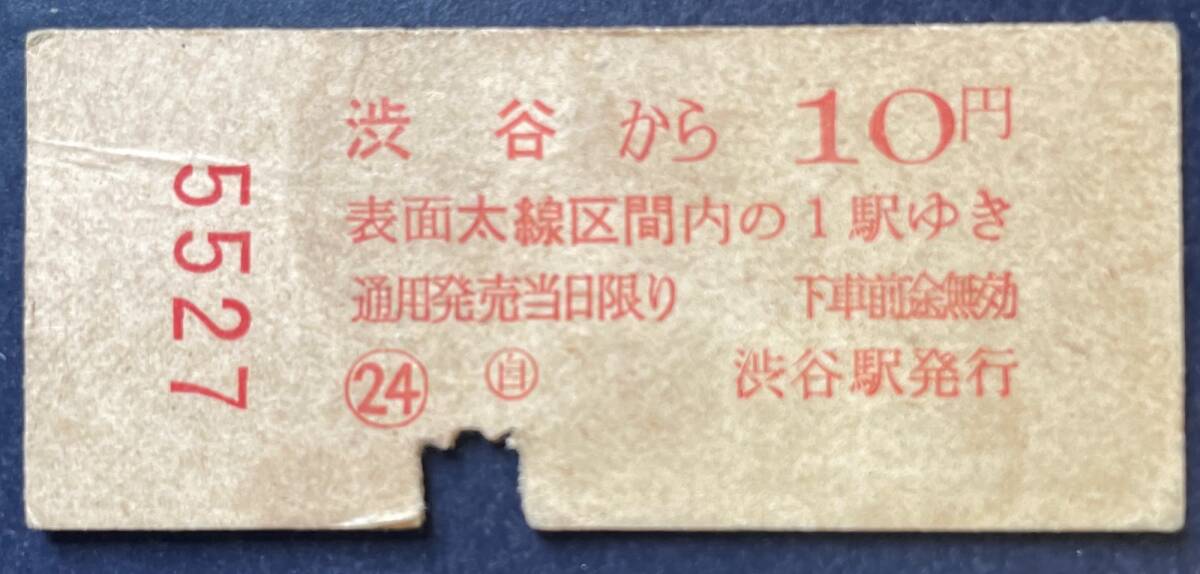 渋谷から10円
表面太線区間内の1駅ゆき
通用発売当日限り 下車前途無効
㉔ ㊐ 渋谷駅発行
5527